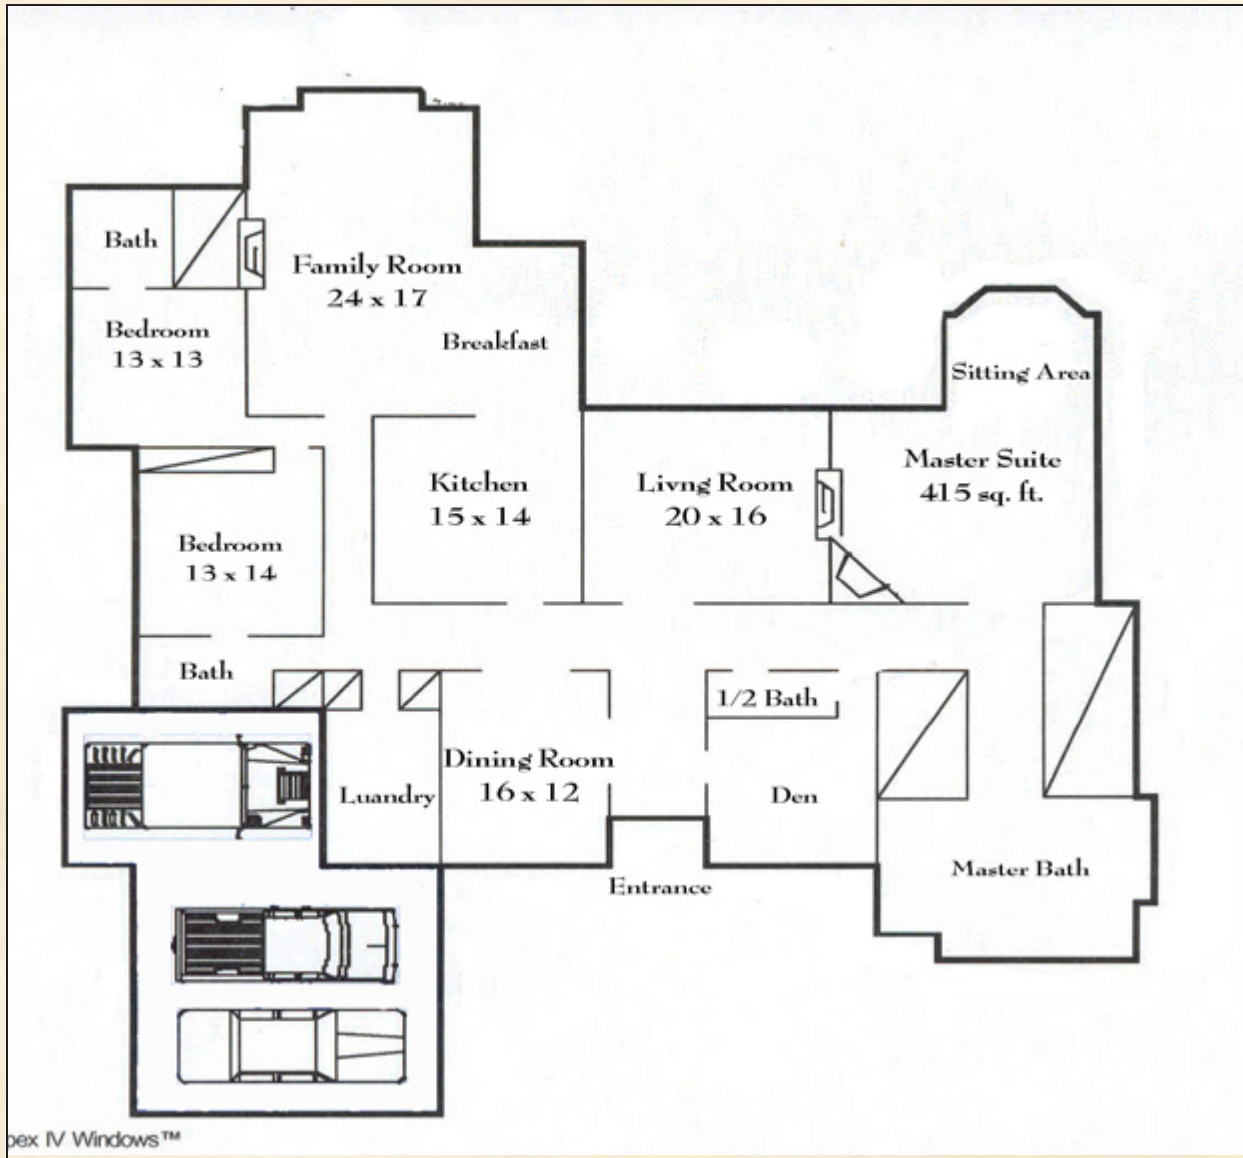 Bath
Family Room
24 x 17
Bedroom
13 x 13
Breakfast
Sitting Area
Kitchen
15 x 14
Livng Room
20 x 16
Master Suite
415 sq. ft.
Bedroom
13 x 14
Bath
1/2 Bath
Dining Room
16 x 12
Luandry
Den
Entrance
Master Bath
pex IV Windows™